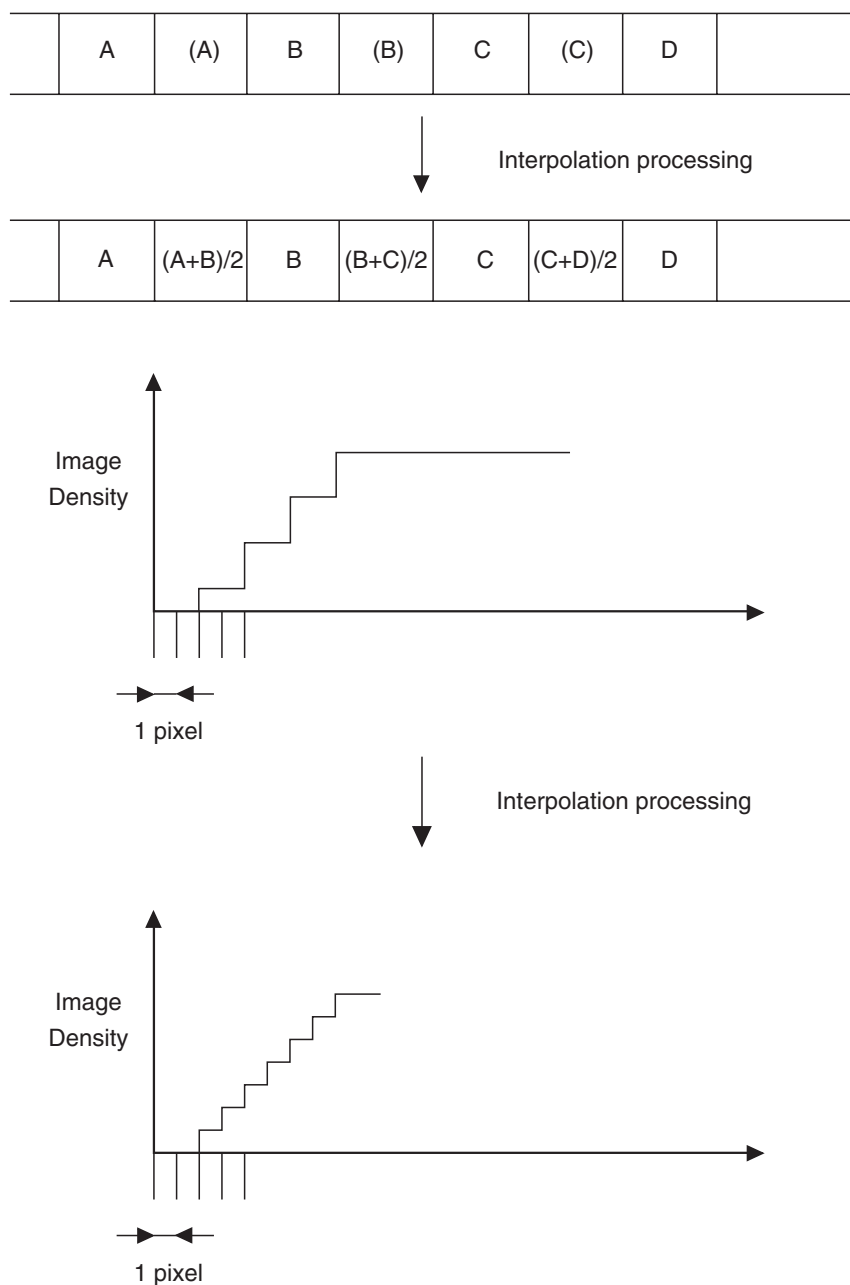 A (A) B (B) C (C) D
Interpolation processing
A (A+B)/2 B (B+C)/2 C (C+D)/2 D
Image
Density
1 pixel
Interpolation processing
Image
Density
1 pixel